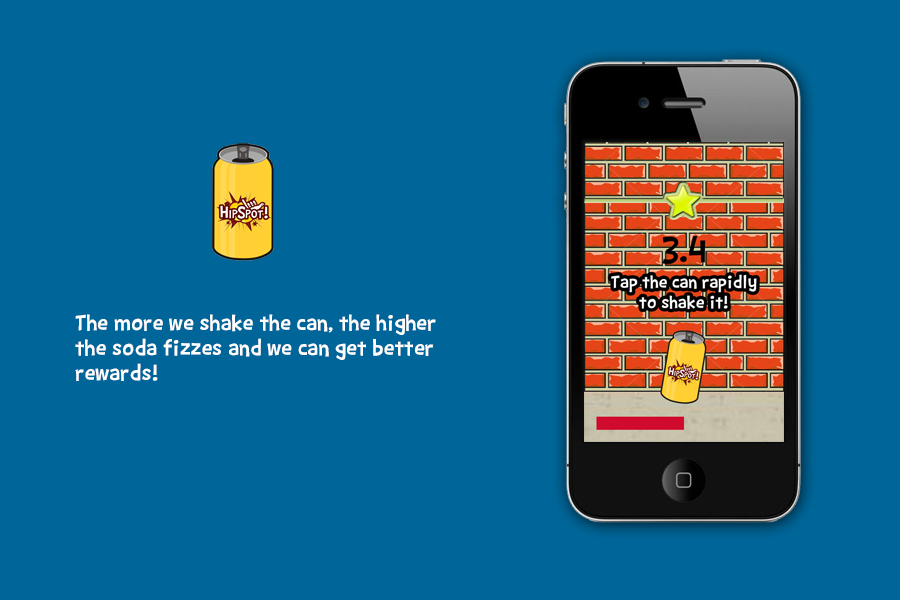 HipSpot!
The more we shake the can, the higher
the soda fizzes and we can get better
rewards!
3.4
Tap the can rapidly
to shake it!
HipSpot!